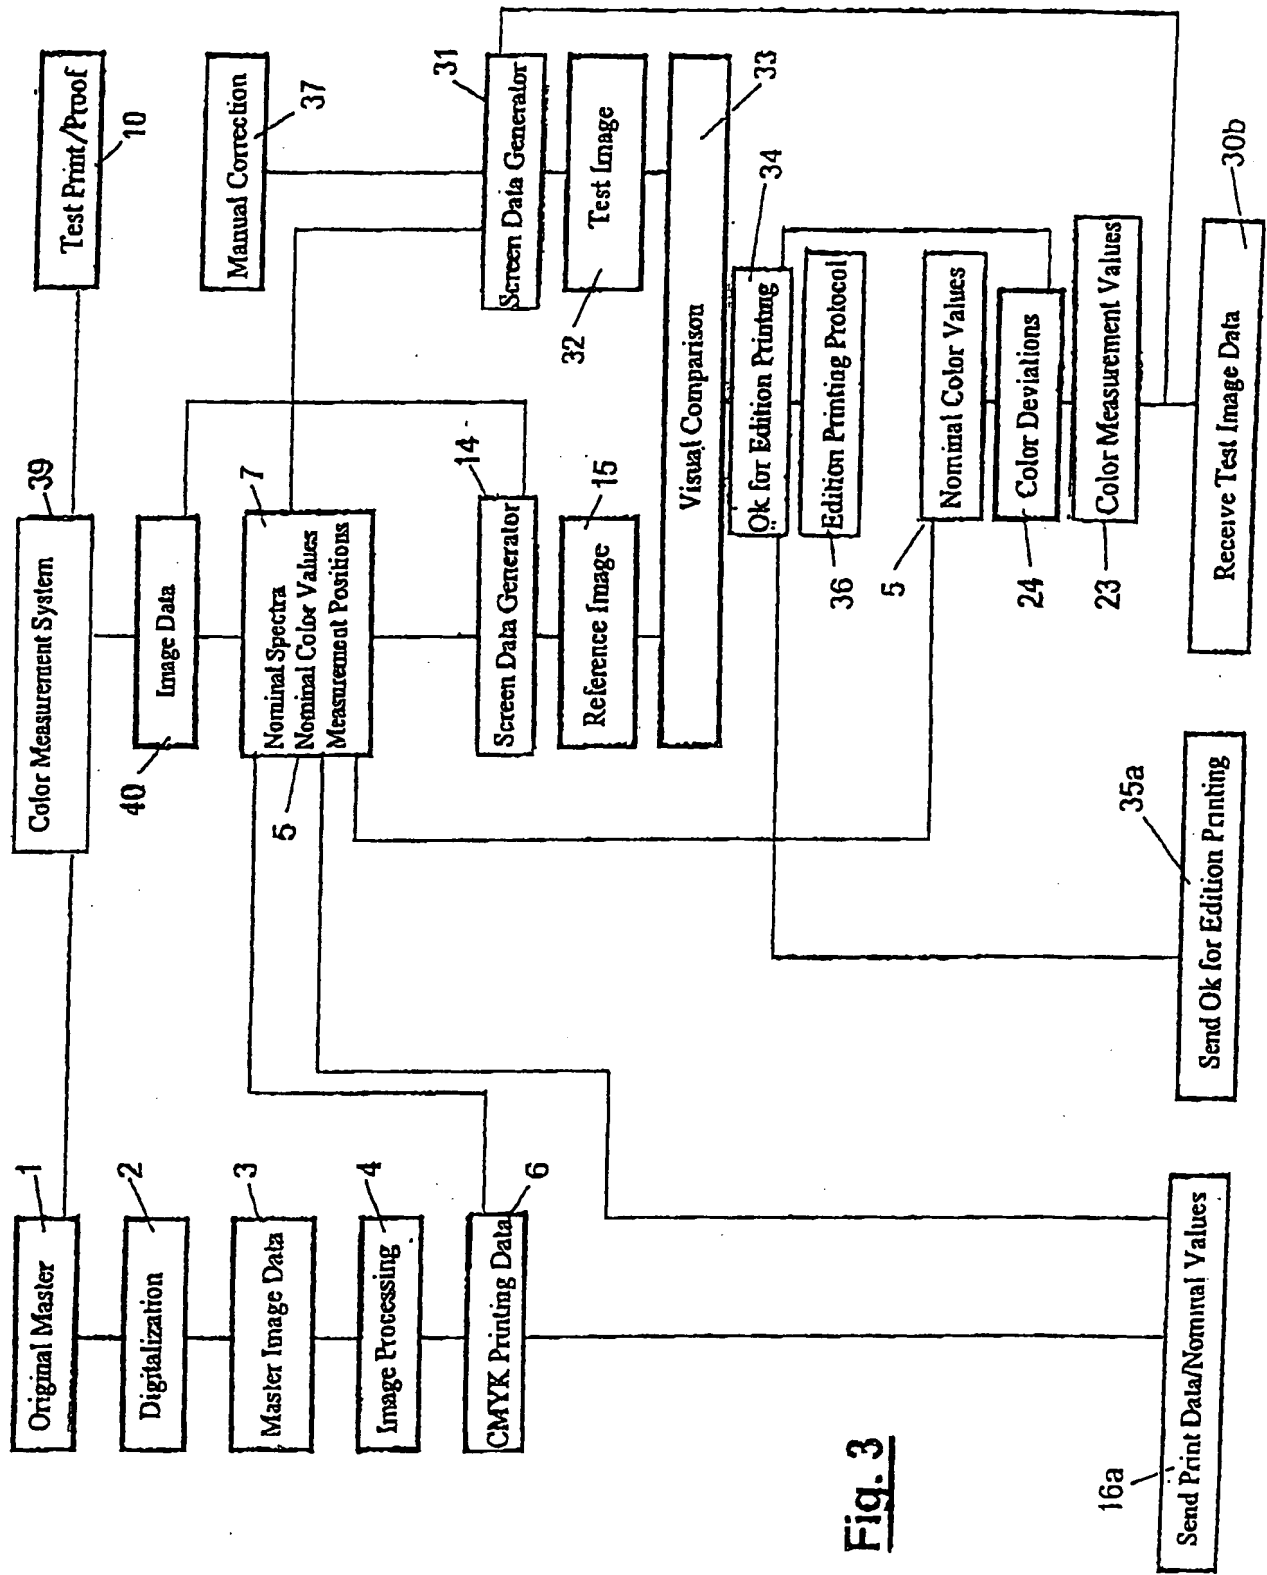 Original Master
1
Digitalization
2
Master Image Data
3
Image Processing
4
CMYK Printing Data
6
Color Measurement System
39
Image Data
40
Nominal Spectra
Nominal Color Values
Measurement Positions
7
5
Screen Data Generator
14
Reference Image
15
Test Print/Proof
10
Manual Correction
37
Screen Data Generator
31
Test Image
32
Visual Comparison
33
Ok for Edition Printing
34
Edition Printing Protocol
36
Nominal Color Values
5
Color Deviations
24
Color Measurement Values
23
Send Print Data/Nominal Values
16a
Send Ok for Edition Printing
35a
Receive Test Image Data
30b
Fig. 3